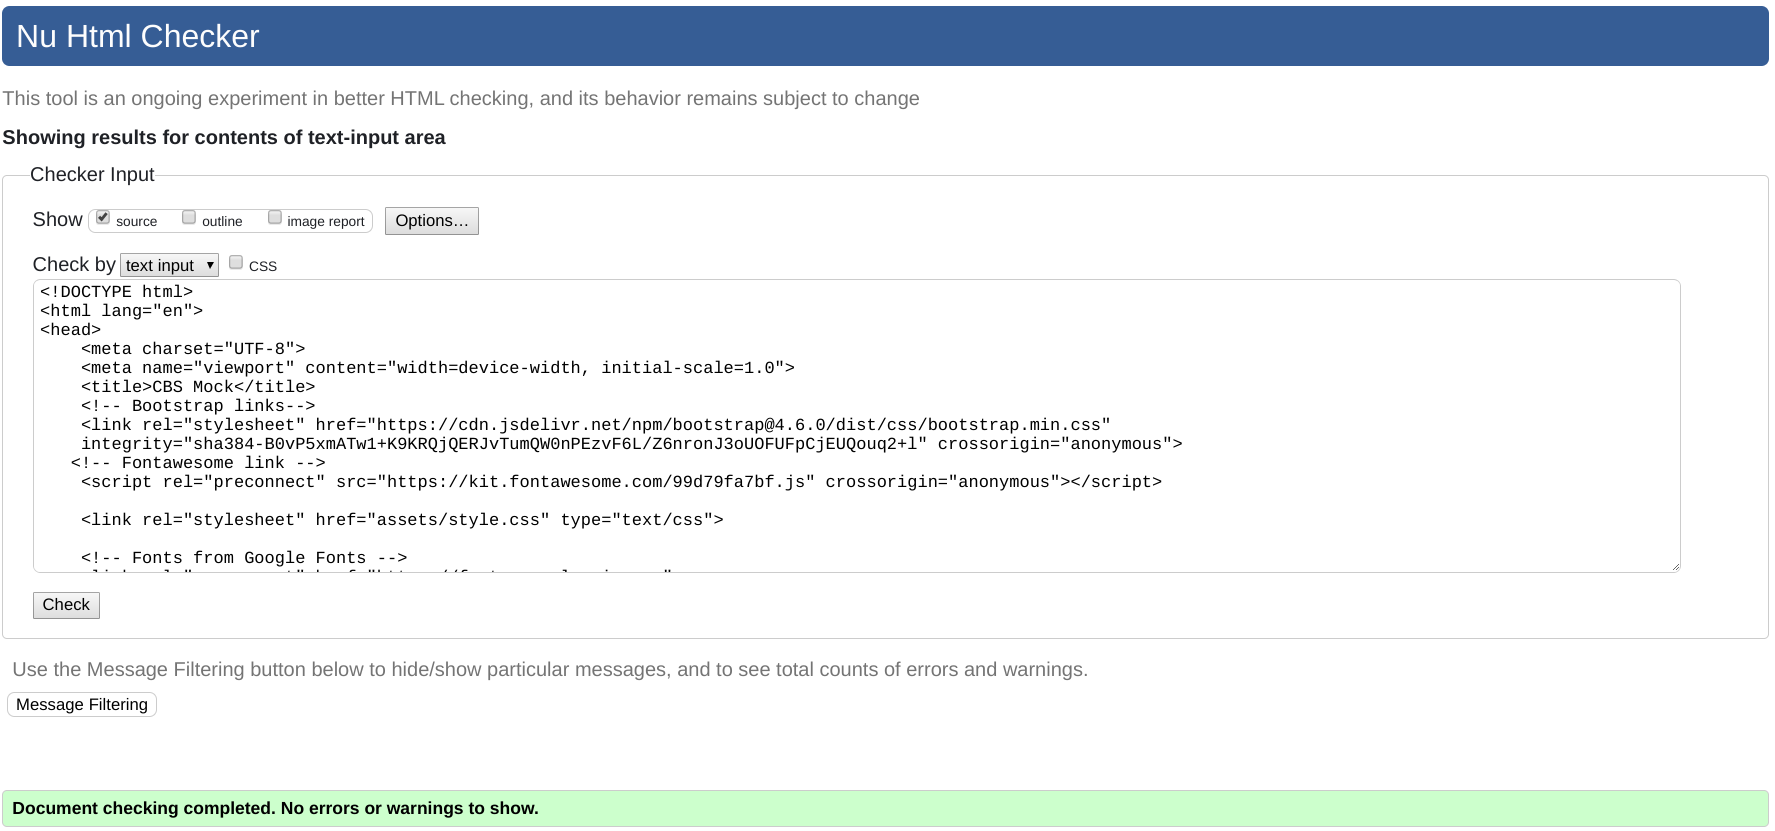 Nu Html Checker
This tool is an ongoing experiment in better HTML checking, and its behavior remains subject to change
Showing results for contents of text-input area
Checker Input
Show source outline image report Options...
Check by text input CSS
<!DOCTYPE html>
<html lang="en">
<head>
    <meta charset="UTF-8">
    <meta name="viewport" content="width=device-width, initial-scale=1.0">
    <title>CBS Mock</title>
    <!-- Bootstrap links-->
    <link rel="stylesheet" href="https://cdn.jsdelivr.net/npm/bootstrap@4.6.0/dist/css/bootstrap.min.css"
    integrity="sha384-B0vP5xmATw1+K9KRQjQERJvTumQW0nPEzvF6L/Z6nronJ3oUOFUFpCjEUQouq2+l" crossorigin="anonymous">
   <!-- Fontawesome link -->
    <script rel="preconnect" src="https://kit.fontawesome.com/99d79fa7bf.js" crossorigin="anonymous"></script>
    <link rel="stylesheet" href="assets/style.css" type="text/css">
    <!-- Fonts from Google Fonts -->
Check
Use the Message Filtering button below to hide/show particular messages, and to see total counts of errors and warnings.
Message Filtering
Document checking completed. No errors or warnings to show.